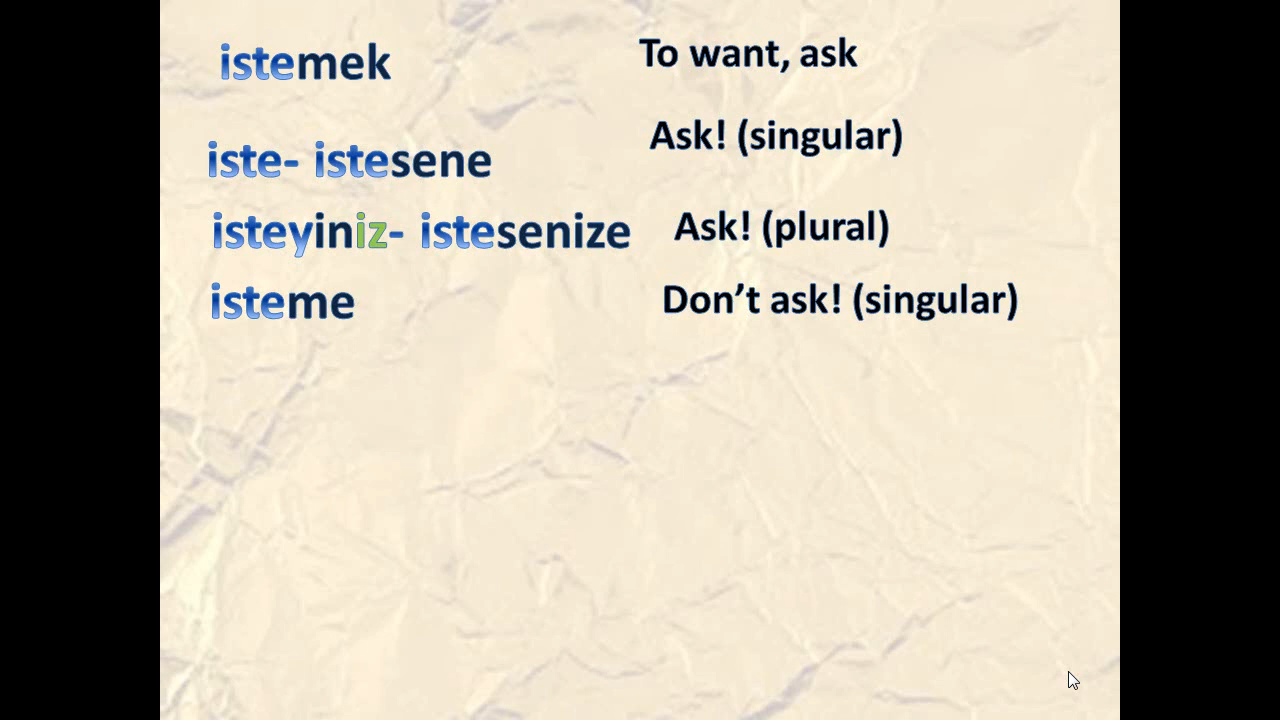 istemek To want, ask
iste- istesene Ask! (singular)
isteyiniz- istesenize Ask! (plural)
isteme Don’t ask! (singular)